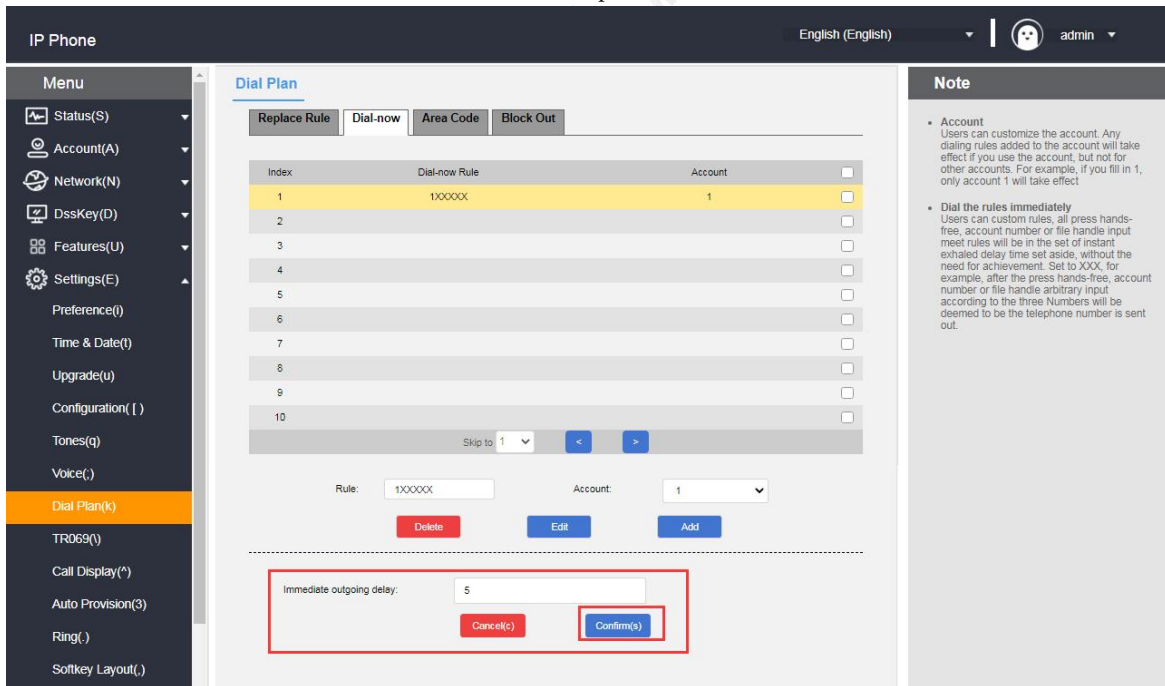 IP Phone
English (English)
admin
Menu
Status(S)
Account(A)
Network(N)
DssKey(D)
Features(U)
Settings(E)
Preference(i)
Time & Date(t)
Upgrade(u)
Configuration( [ )
Tones(q)
Voice(;)
Dial Plan(k)
TR069(\)
Call Display(^)
Auto Provision(3)
Ring(.)
Softkey Layout(,)
Dial Plan
Replace Rule Dial-now Area Code Block Out
Index Dial-now Rule Account
1 1XXXXX 1
2
3
4
5
6
7
8
9
10
Skip to 1 < >
Rule: 1XXXXX Account: 1
Delete Edit Add
Immediate outgoing delay: 5
Cancel(c) Confirm(s)
Note
• Account
Users can customize the account. Any
dialing rules added to the account will take
effect if you use the account, but not for
other accounts. For example, if you fill in 1,
only account 1 will take effect
• Dial the rules immediately
Users can custom rules, all press hands-
free, account number or file handle input
meet rules will be in the set of instant
exhaled delay time set aside, without the
need for achievement. Set to XXX, for
example, after the press hands-free, account
number or file handle arbitrary input
according to the three Numbers will be
deemed to be the telephone number is sent
out.